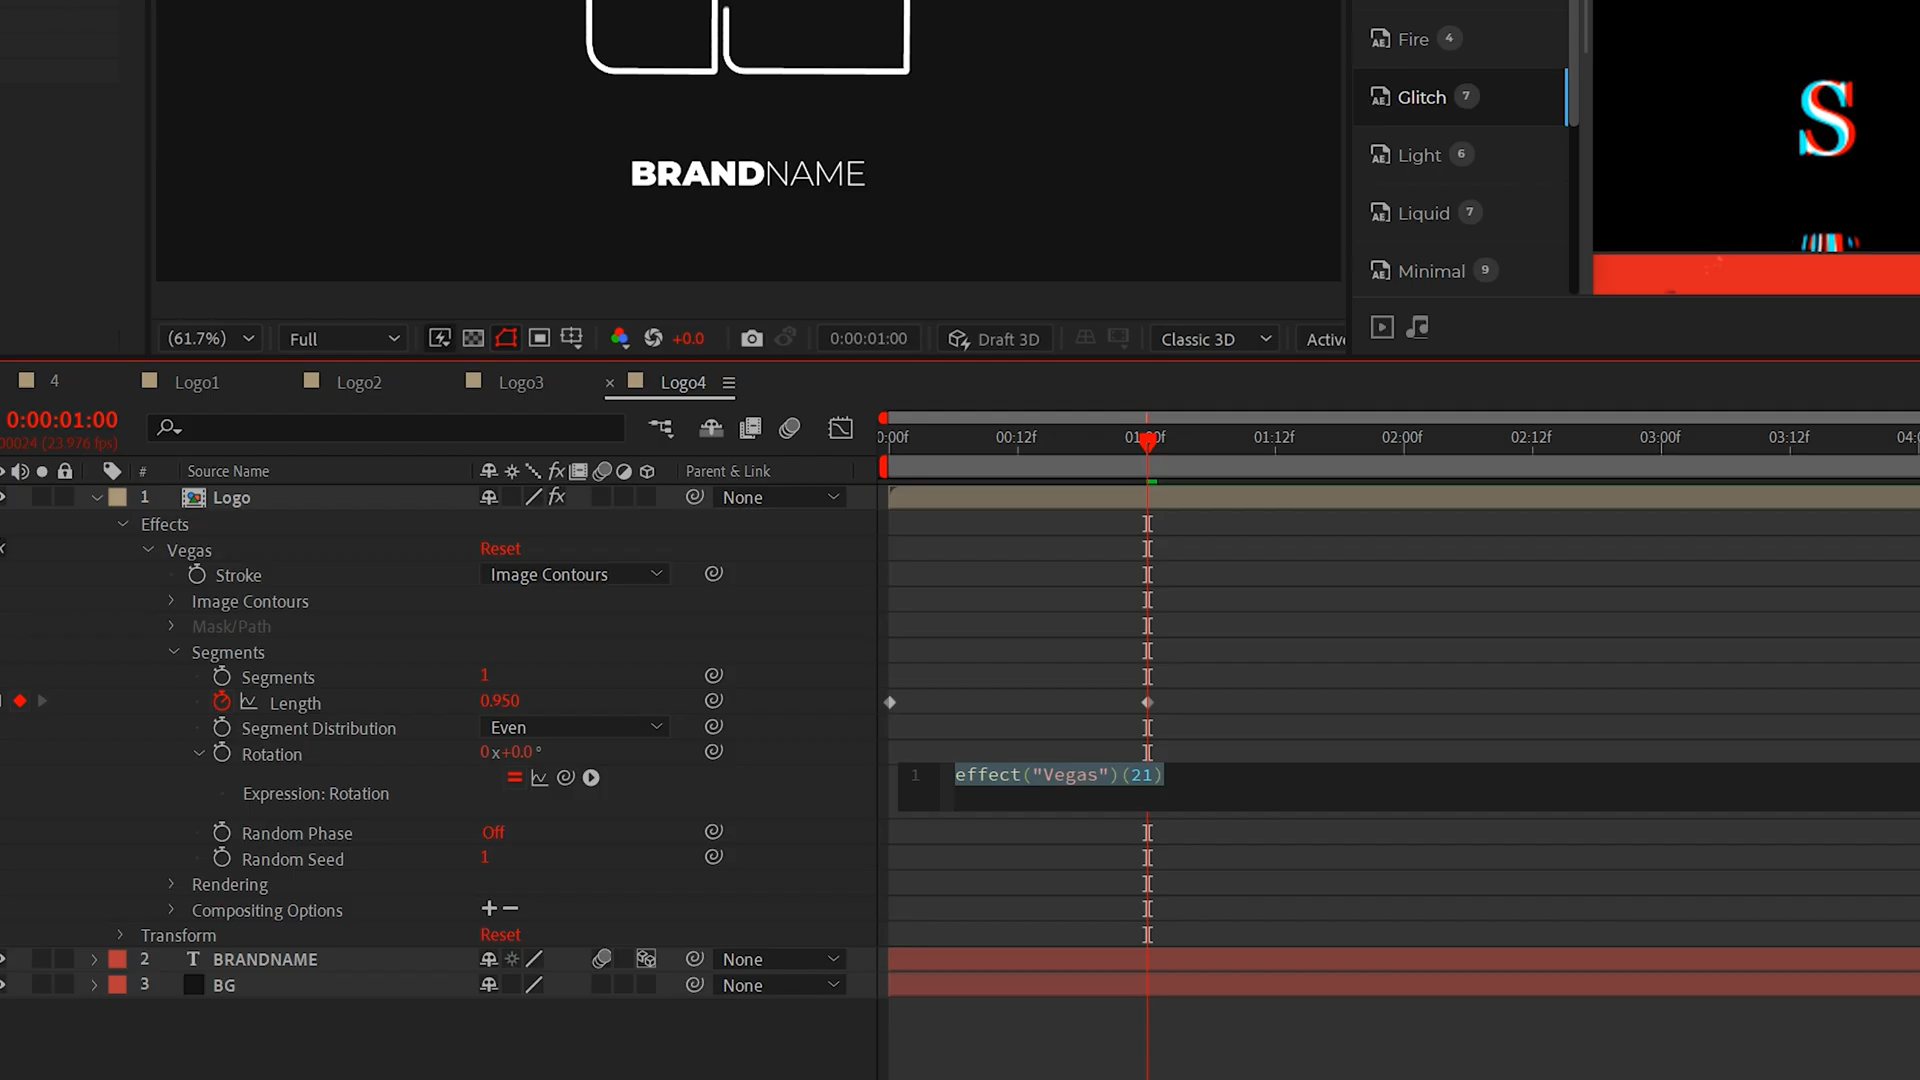 BRANDNAME
Fire 4
Glitch 7
Light 6
Liquid 7
Minimal 9
S
(61.7%)
Full
+0.0
0:00:01:00
Draft 3D
Classic 3D
Active
4
Logo1
Logo2
Logo3
× Logo4
0:00:01:00
00024 (23.976 fps)
0:00f 00:12f 01:00f 01:12f 02:00f 02:12f 03:00f 03:12f 04:0
# Source Name fx Parent & Link
1 Logo fx None
Effects
Vegas Reset
Stroke Image Contours
Image Contours
Mask/Path
Segments
Segments 1
Length 0.950
Segment Distribution Even
Rotation 0x+0.0°
1 effect("Vegas")(21)
Expression: Rotation
Random Phase Off
Random Seed 1
Rendering
Compositing Options + −
Transform Reset
2 T BRANDNAME None
3 BG None